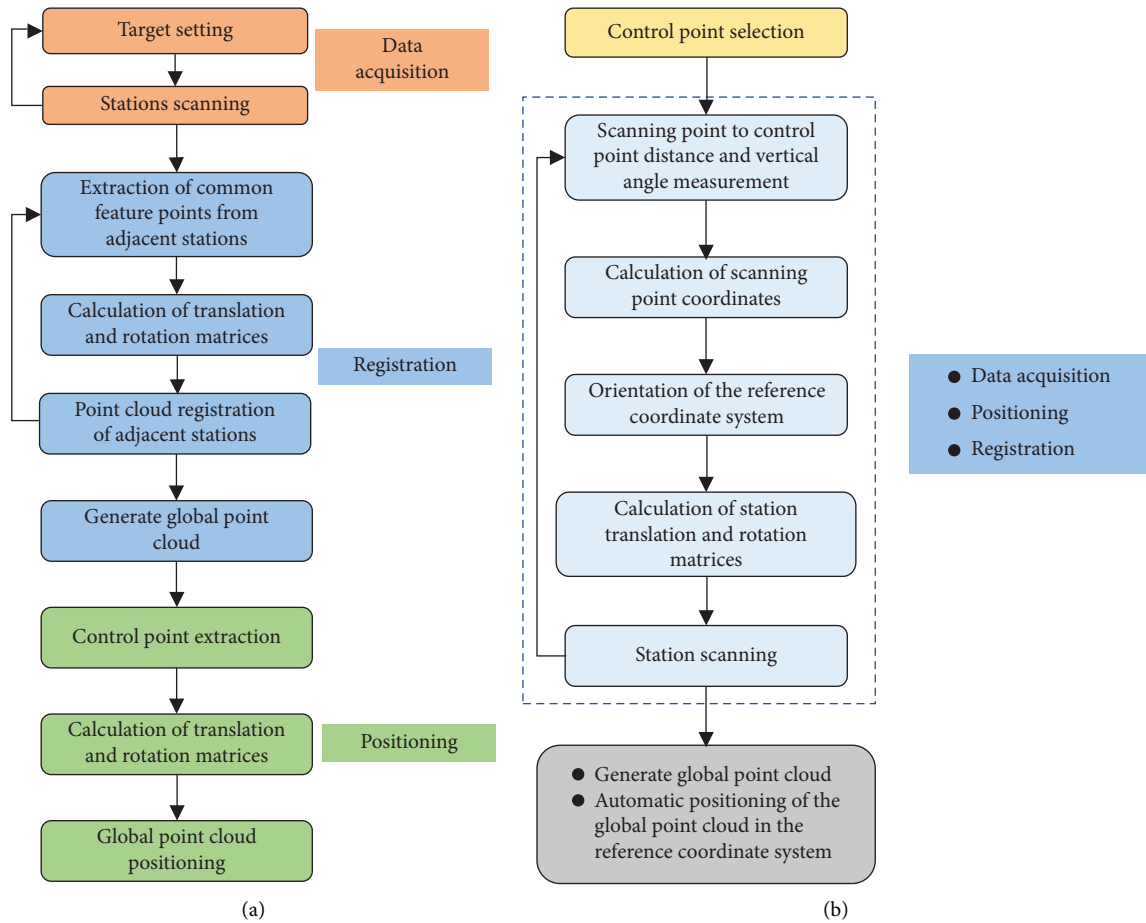 Target setting
Stations scanning
Data
acquisition
Extraction of common
feature points from
adjacent stations
Calculation of translation
and rotation matrices
Point cloud registration
of adjacent stations
Generate global point
cloud
Registration
Control point extraction
Calculation of translation
and rotation matrices
Global point cloud
positioning
Positioning
(a)
Control point selection
Scanning point to control
point distance and vertical
angle measurement
Calculation of scanning
point coordinates
Orientation of the reference
coordinate system
Calculation of station
translation and rotation
matrices
Station scanning
● Data acquisition
● Positioning
● Registration
● Generate global point cloud
● Automatic positioning of the
global point cloud in the
reference coordinate system
(b)